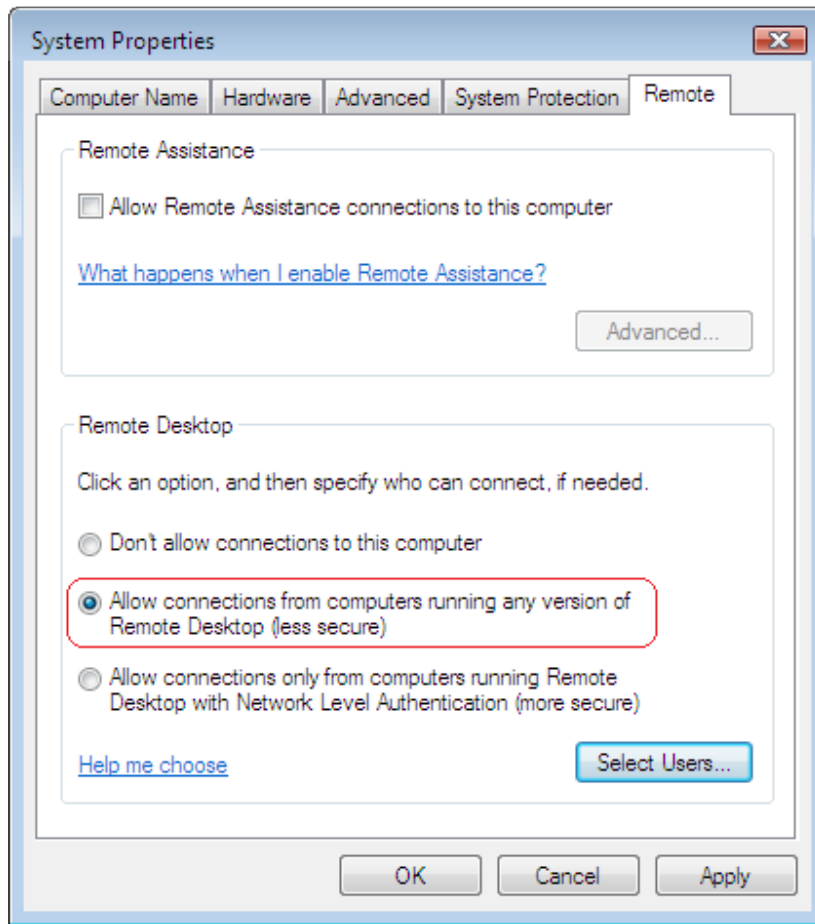 System Properties
Computer Name
Hardware
Advanced
System Protection
Remote
Remote Assistance
Allow Remote Assistance connections to this computer
What happens when I enable Remote Assistance?
Advanced...
Remote Desktop
Click an option, and then specify who can connect, if needed.
Don't allow connections to this computer
Allow connections from computers running any version of
Remote Desktop (less secure)
Allow connections only from computers running Remote
Desktop with Network Level Authentication (more secure)
Help me choose
Select Users...
OK
Cancel
Apply